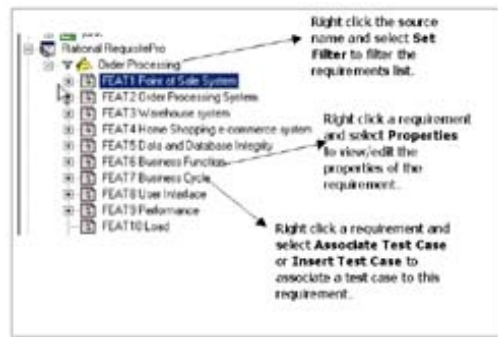 Right click the source
name and select Set
Filter to filter the
requirements list.
Rational RequisitePro
Order Processing
FEAT1 Point of Sale System
FEAT2 Order Processing System
FEAT3 Warehouse system
FEAT4 Home Shopping e-commerce system
FEAT5 Data and Database Integrity
FEAT6 Business Function
FEAT7 Business Cycle
FEAT8 User Interface
FEAT9 Performance
FEAT10 Load
Right click a requirement
and select Properties
to view/edit the
properties of the
requirement.
Right click a requirement and
select Associate Test Case
or Insert Test Case to
associate a test case to this
requirement.